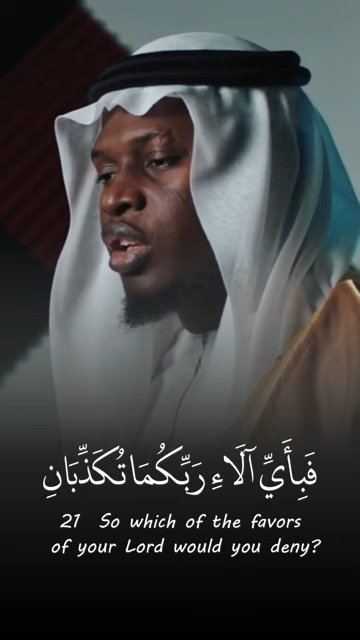 فَبِأَيِّ آلَاءِ رَبِّكُمَا تُكَذِّبَانِ
21 So which of the favors
of your Lord would you deny?